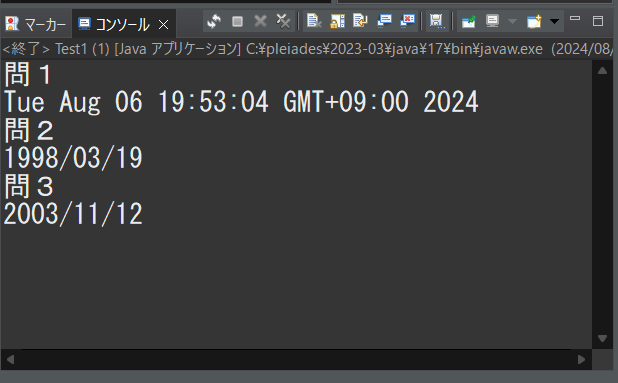 マーカー コンソール
<終了> Test1 (1) [Java アプリケーション] C:¥pleiades¥2023-03¥java¥17¥bin¥javaw.exe (2024/08/
問１
Tue Aug 06 19:53:04 GMT+09:00 2024
問２
1998/03/19
問３
2003/11/12